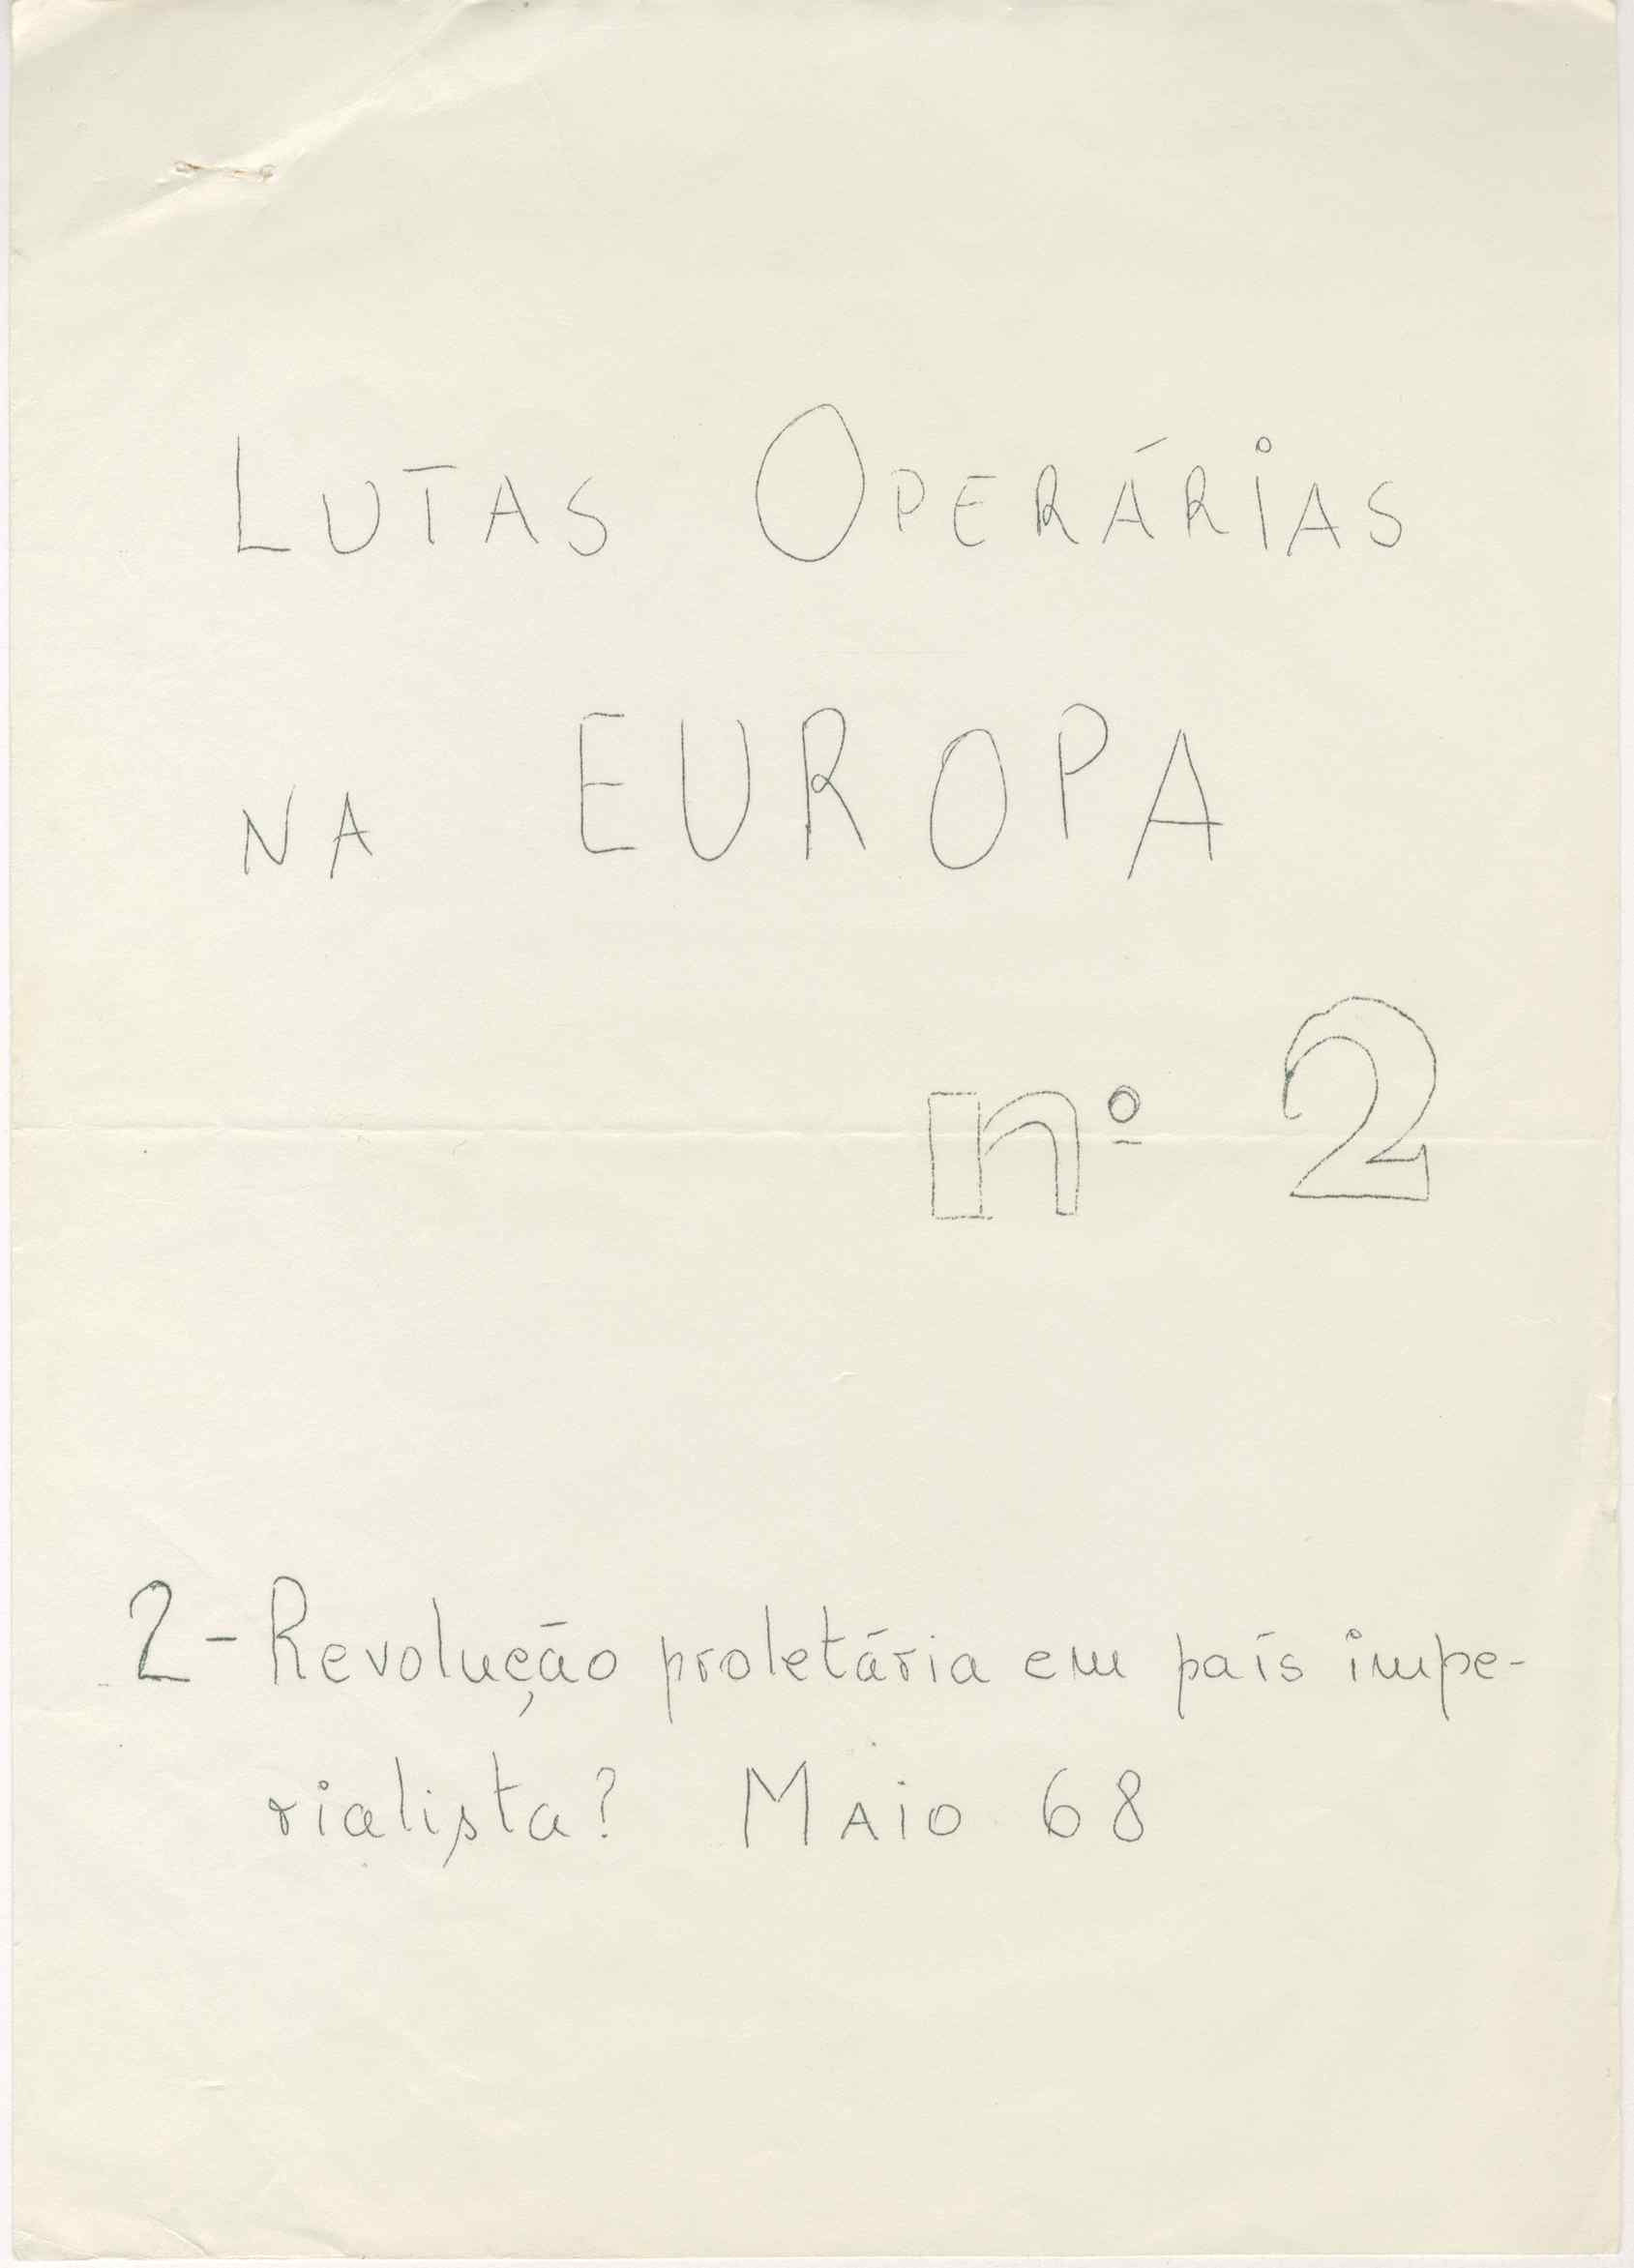 LUTAS OPERÁRIAS
NA EUROPA
nº 2
2-Revolução proletária em país impe-
rialista? MAIO 68